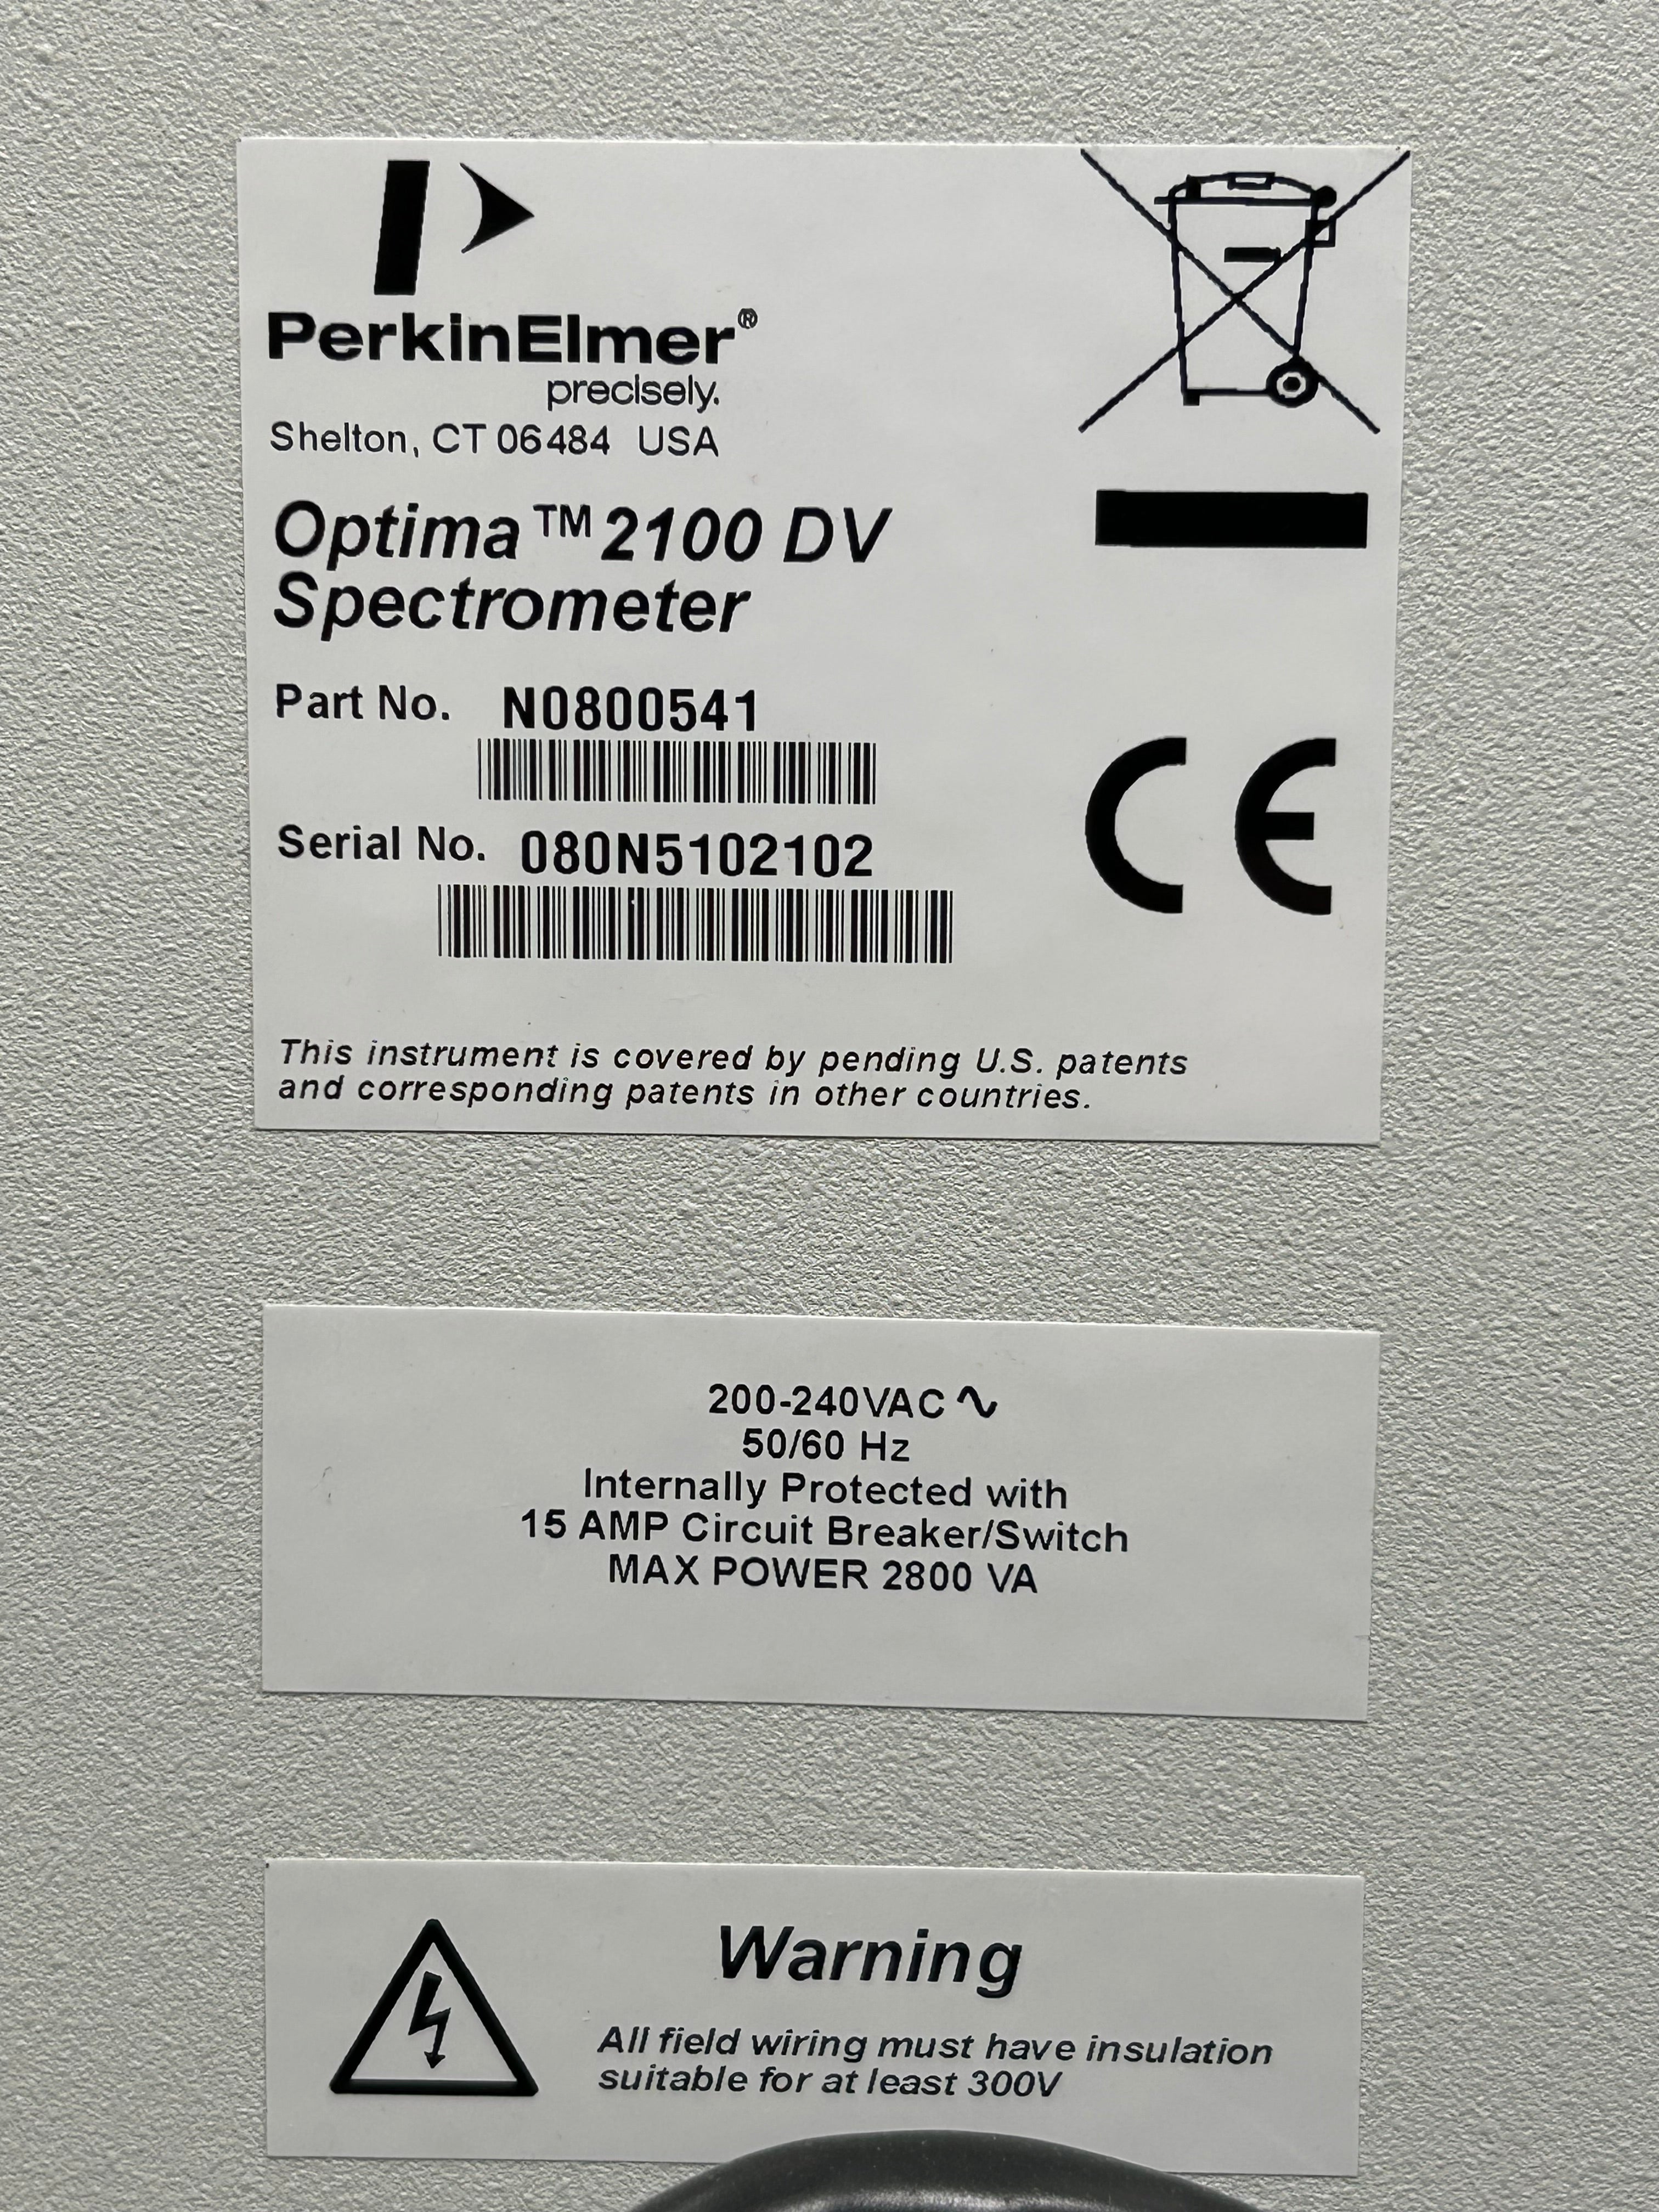 PerkinElmer®
precisely.
Shelton, CT 06484 USA
Optima™ 2100 DV
Spectrometer
Part No. N0800541
Serial No. 080N5102102
CE
This instrument is covered by pending U.S. patents
and corresponding patents in other countries.
200-240VAC ∿
50/60 Hz
Internally Protected with
15 AMP Circuit Breaker/Switch
MAX POWER 2800 VA
Warning
All field wiring must have insulation
suitable for at least 300V